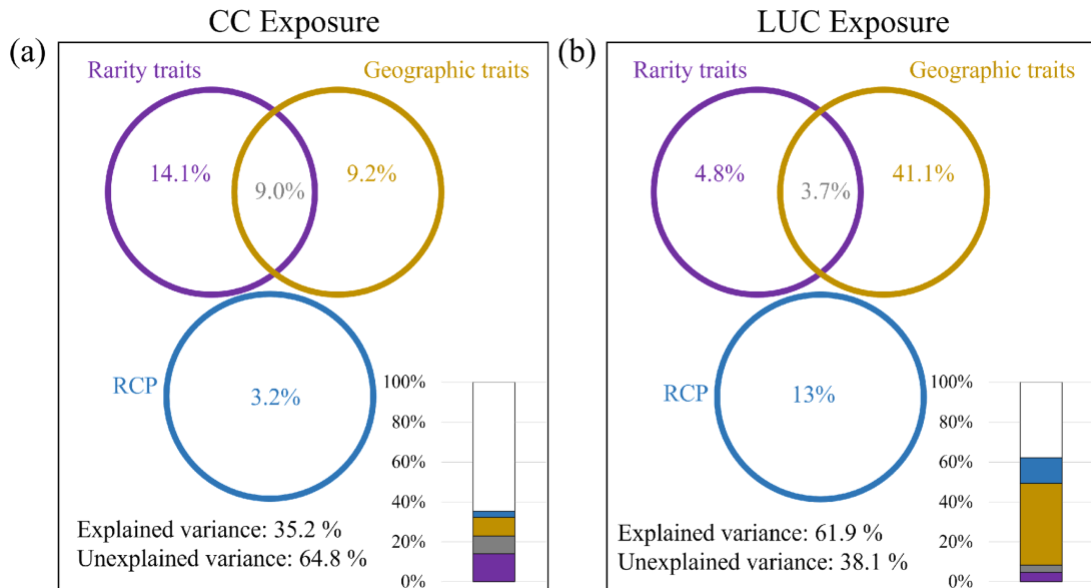 CC Exposure
(a)
Rarity traits
Geographic traits
14.1%
9.0%
9.2%
RCP
3.2%
100%
80%
60%
40%
20%
0%
Explained variance: 35.2 %
Unexplained variance: 64.8 %
LUC Exposure
(b)
Rarity traits
Geographic traits
4.8%
3.7%
41.1%
RCP
13%
100%
80%
60%
40%
20%
0%
Explained variance: 61.9 %
Unexplained variance: 38.1 %